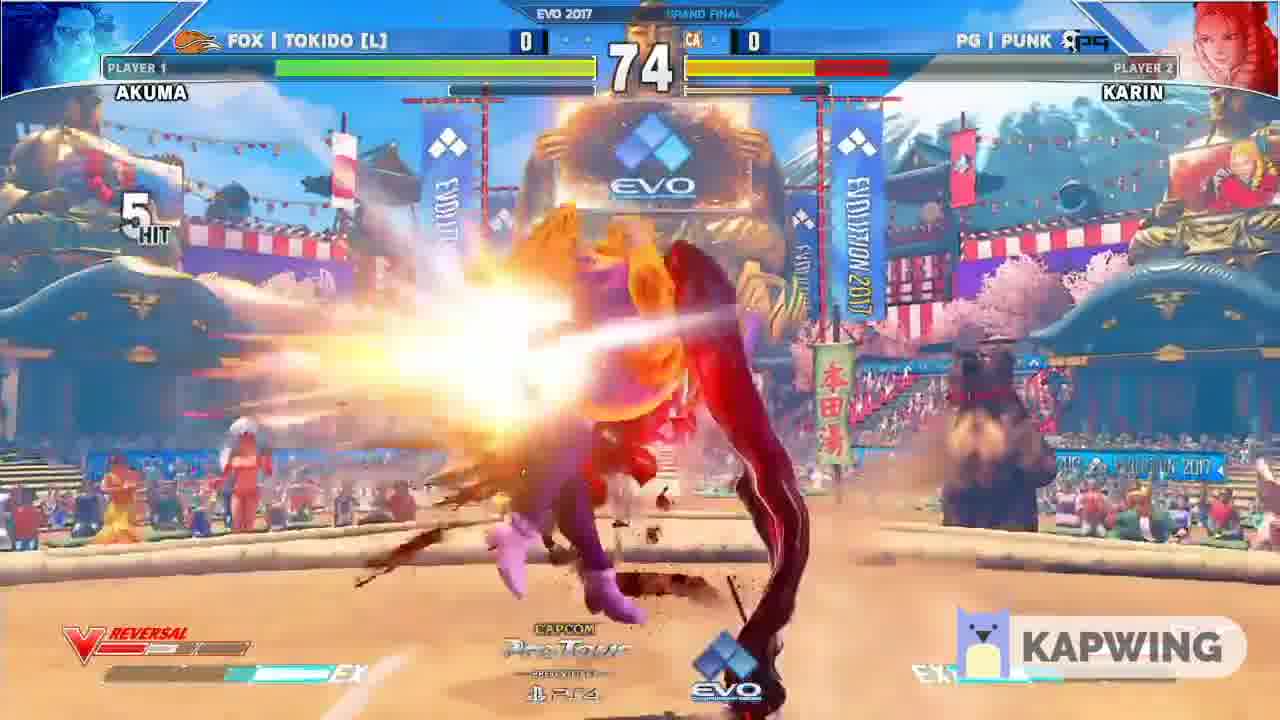 EVO 2017 GRAND FINAL
FOX | TOKIDO [L] 0 74 CA 0 PG | PUNK
PLAYER 1 PLAYER 2
AKUMA KARIN
EVO
5
HIT
EVOLUTION 2017
本田湯
REVERSAL
EX
CAPCOM
PRO TOUR
PS4
EVO
KAPWING